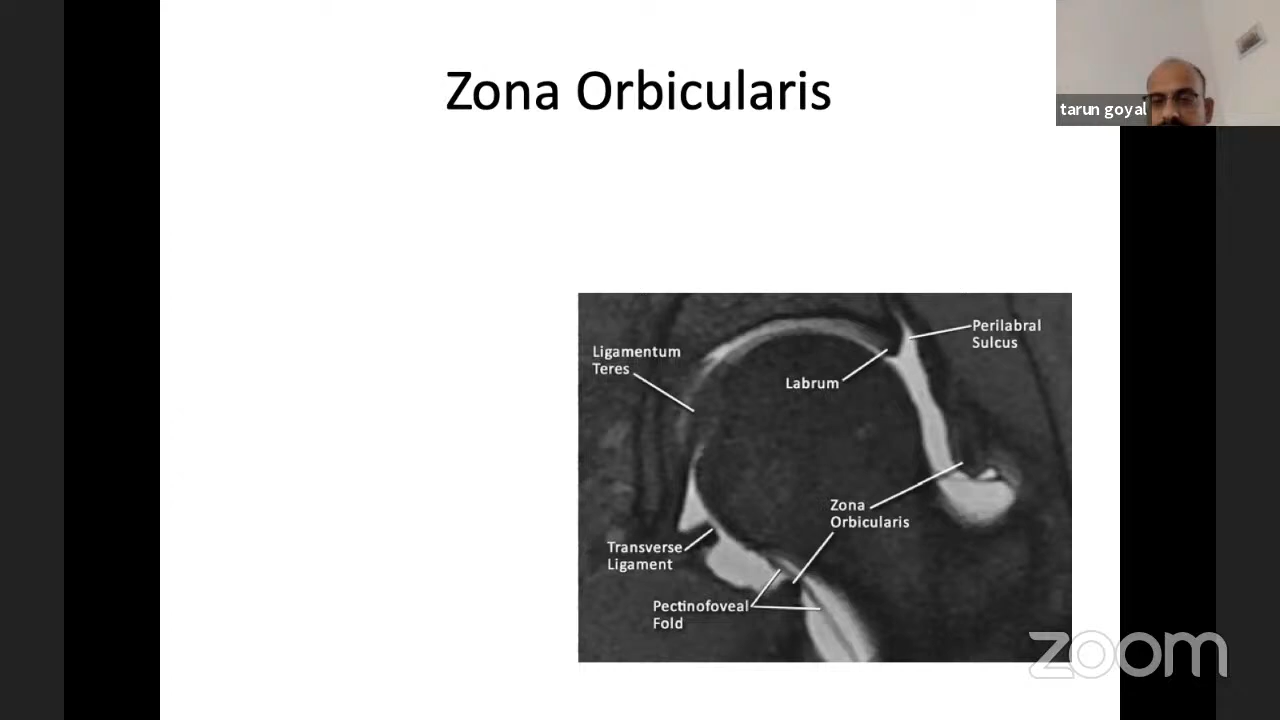 Zona Orbicularis
tarun goyal
Perilabral
Sulcus
Ligamentum
Teres
Labrum
Zona
Orbicularis
Transverse
Ligament
Pectinofoveal
Fold
zoom